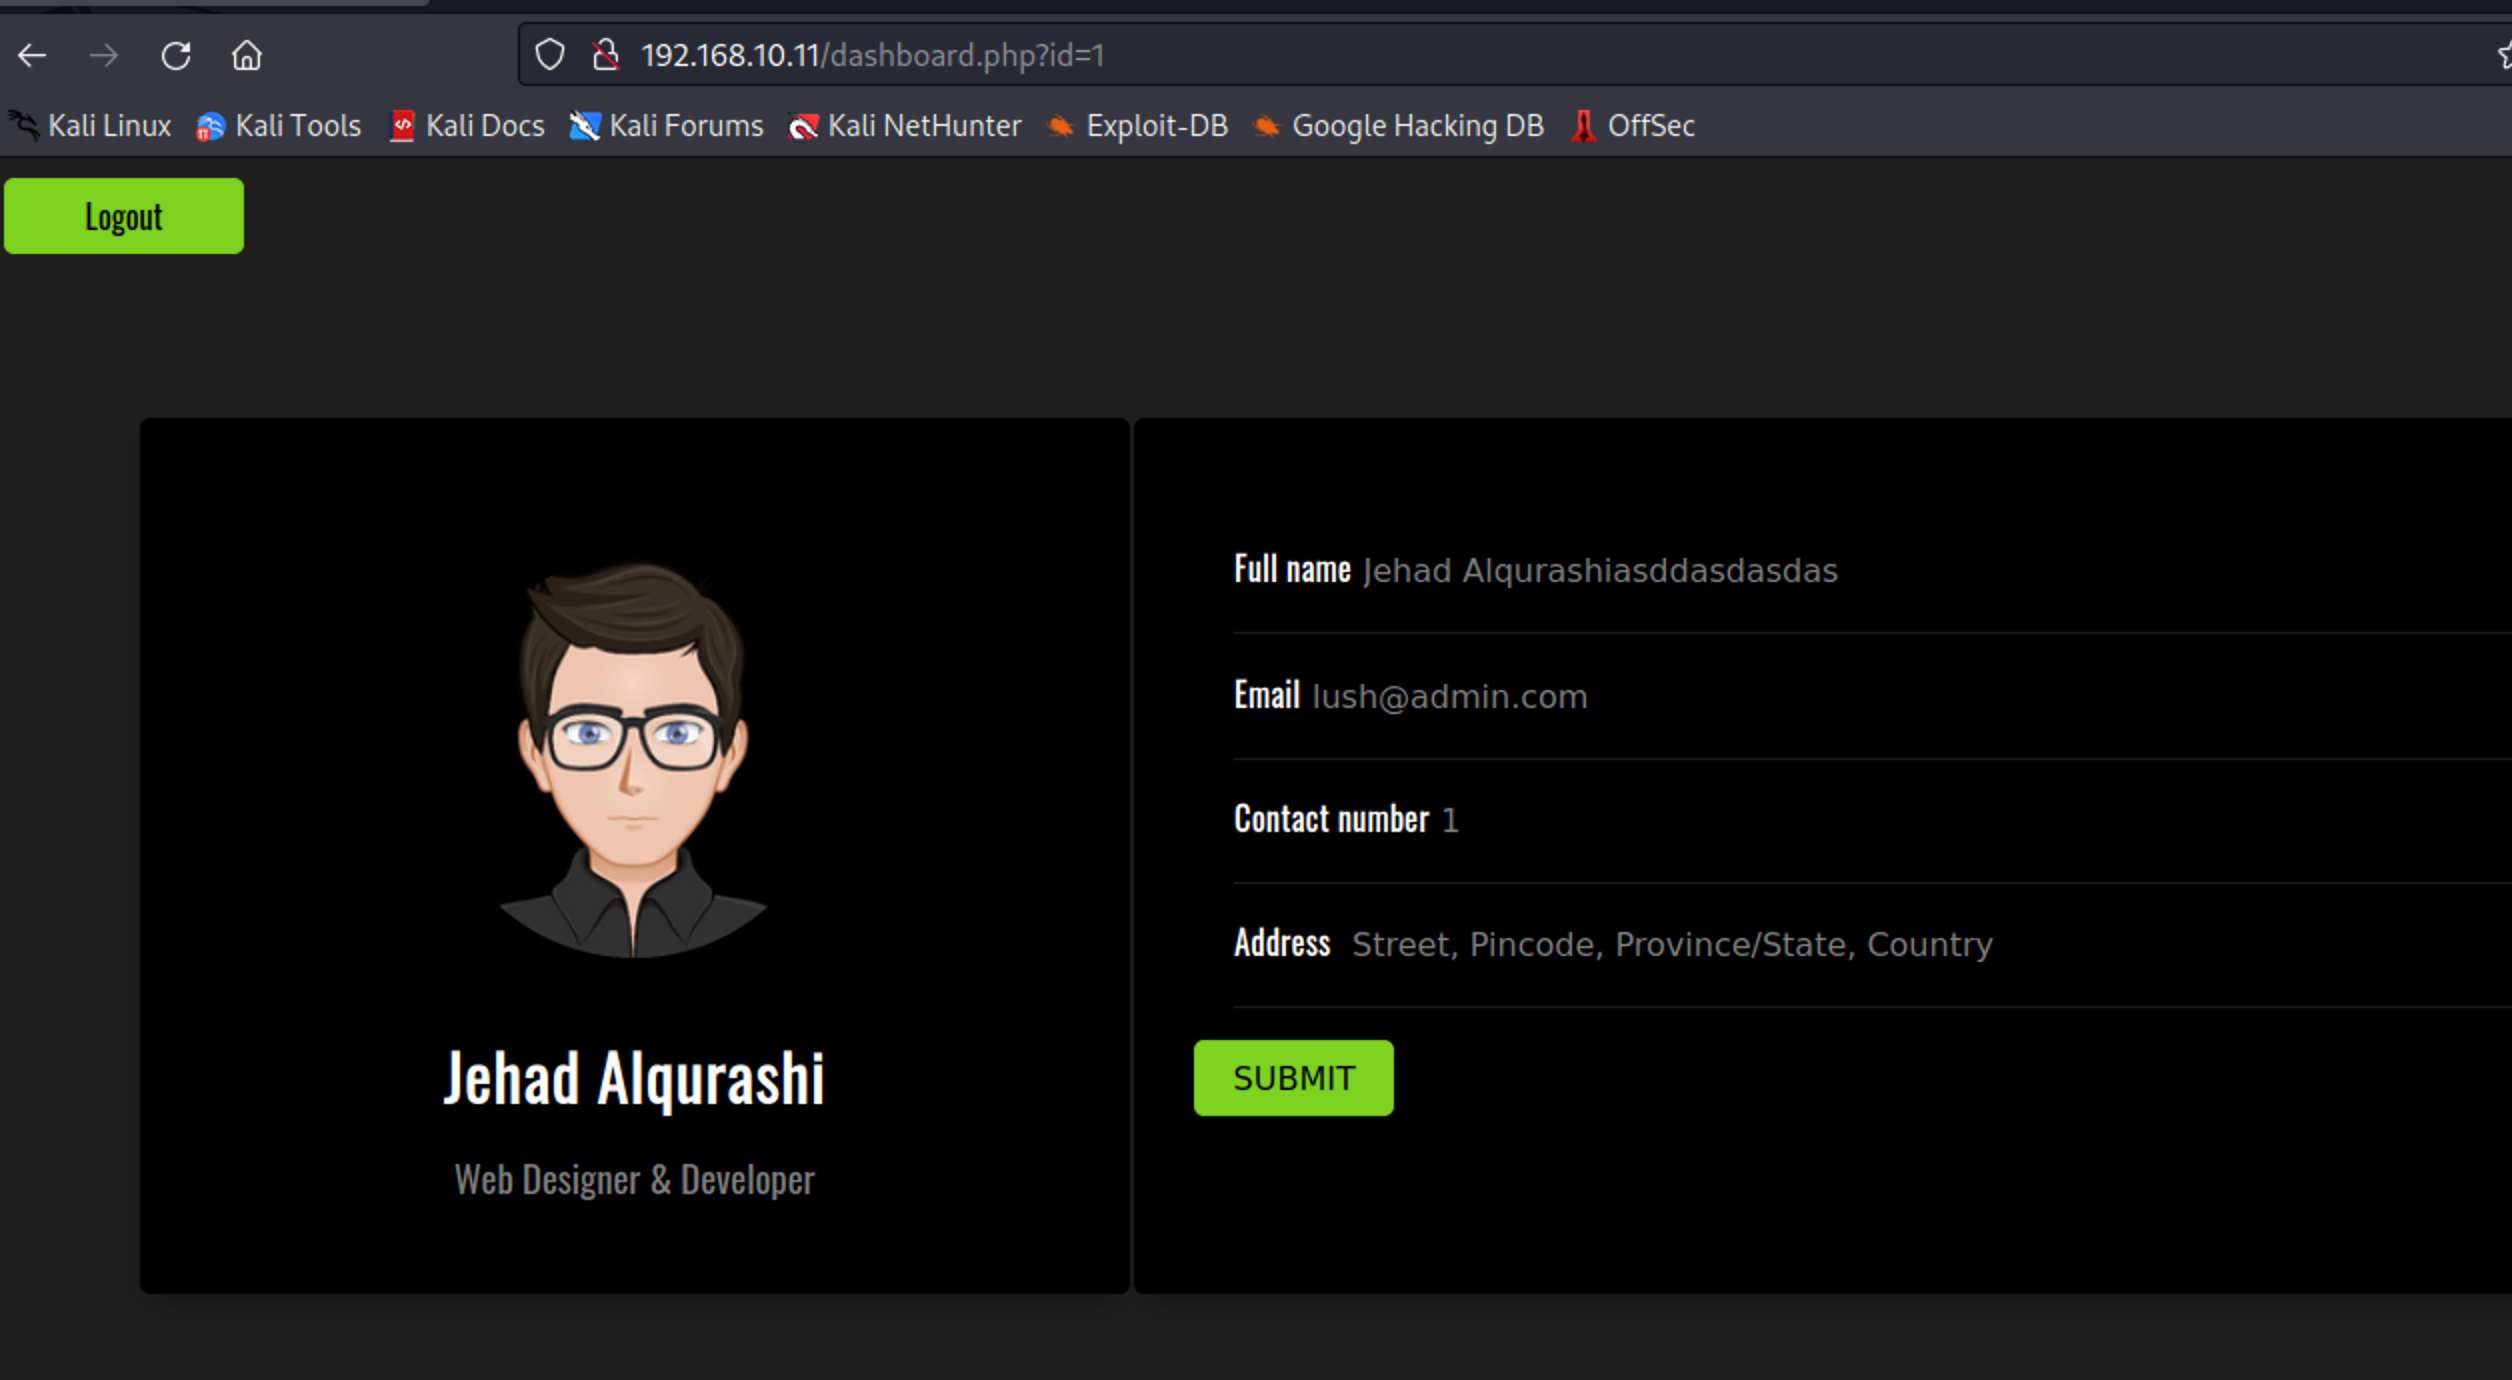 192.168.10.11/dashboard.php?id=1
Kali Linux Kali Tools Kali Docs Kali Forums Kali NetHunter Exploit-DB Google Hacking DB OffSec
Logout
Full name Jehad Alqurashiasddasdasdas
Email lush@admin.com
Contact number 1
Address Street, Pincode, Province/State, Country
SUBMIT
Jehad Alqurashi
Web Designer & Developer